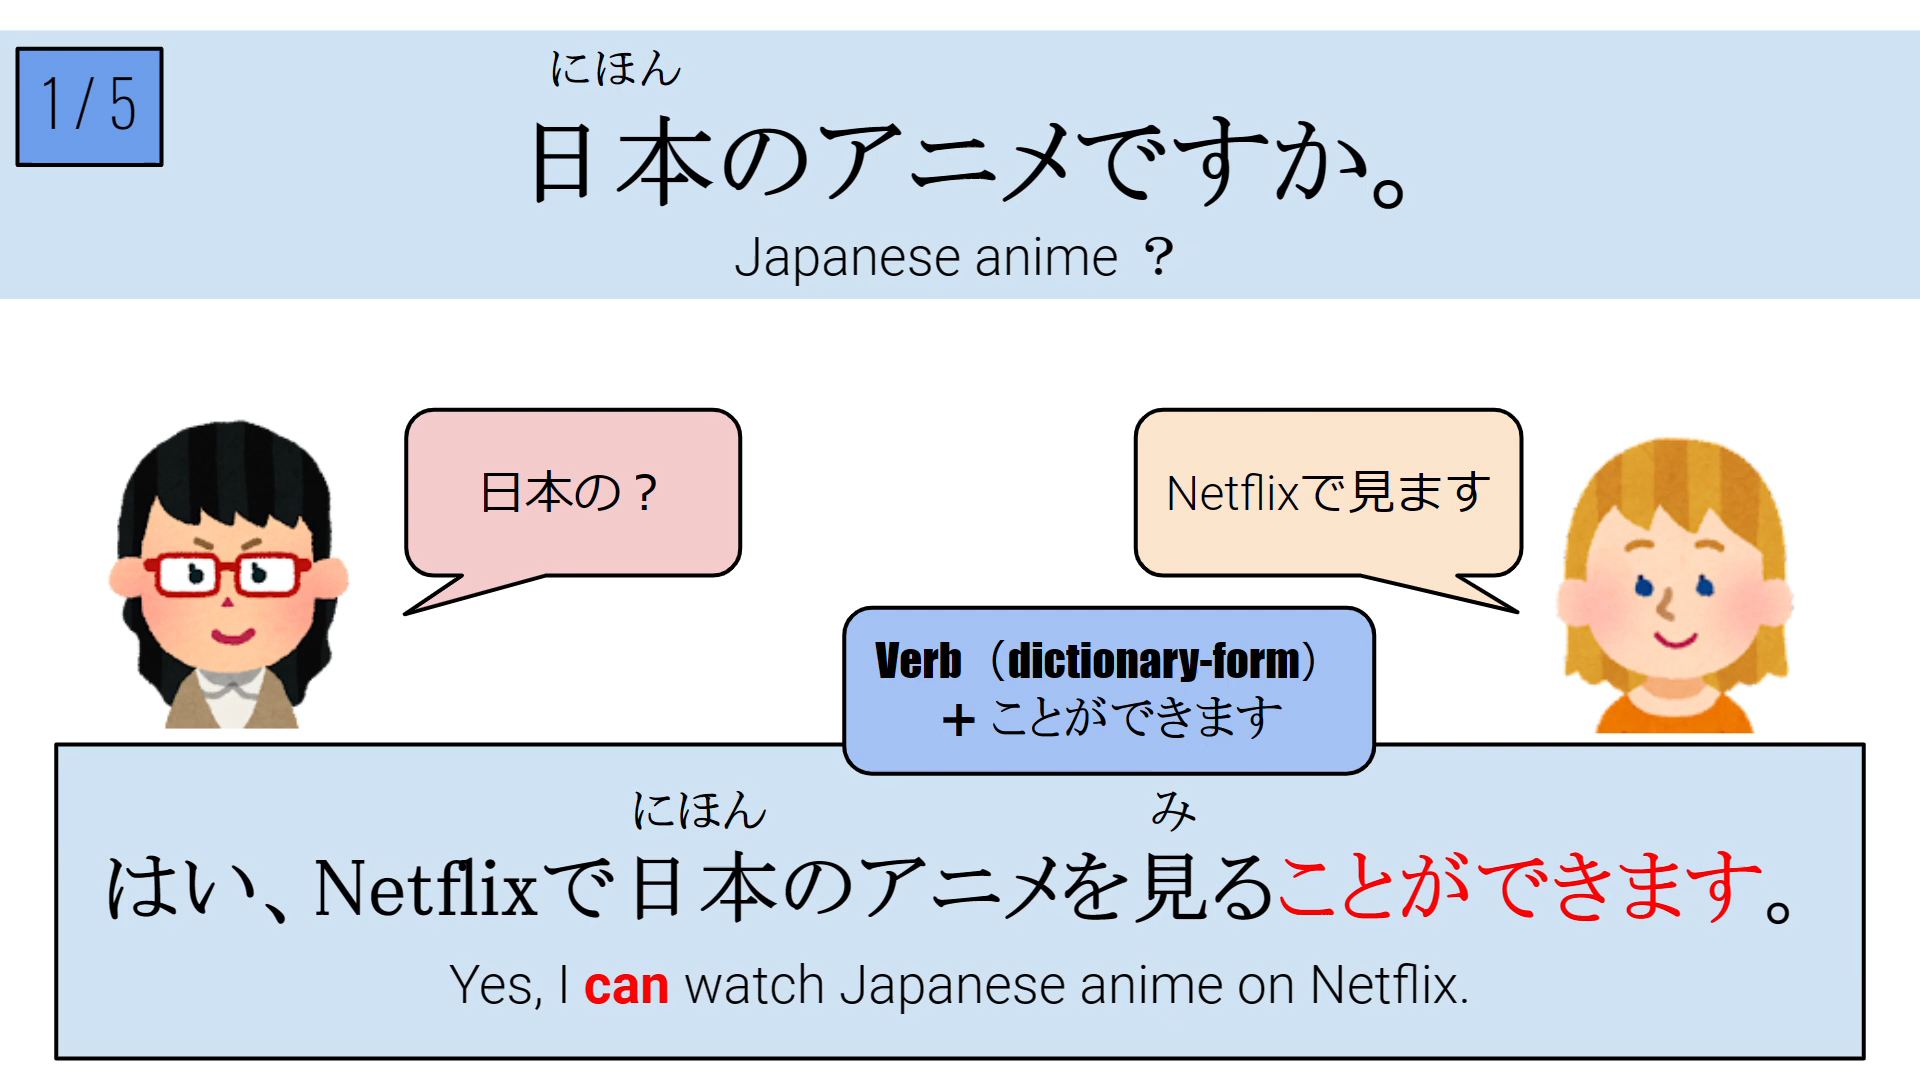 1/5
にほん
日本のアニメですか。
Japanese anime ？
日本の？
Netflixで見ます
Verb（dictionary-form）
＋ ことができます
にほん み
はい、Netflixで日本のアニメを見ることができます。
Yes, I can watch Japanese anime on Netflix.